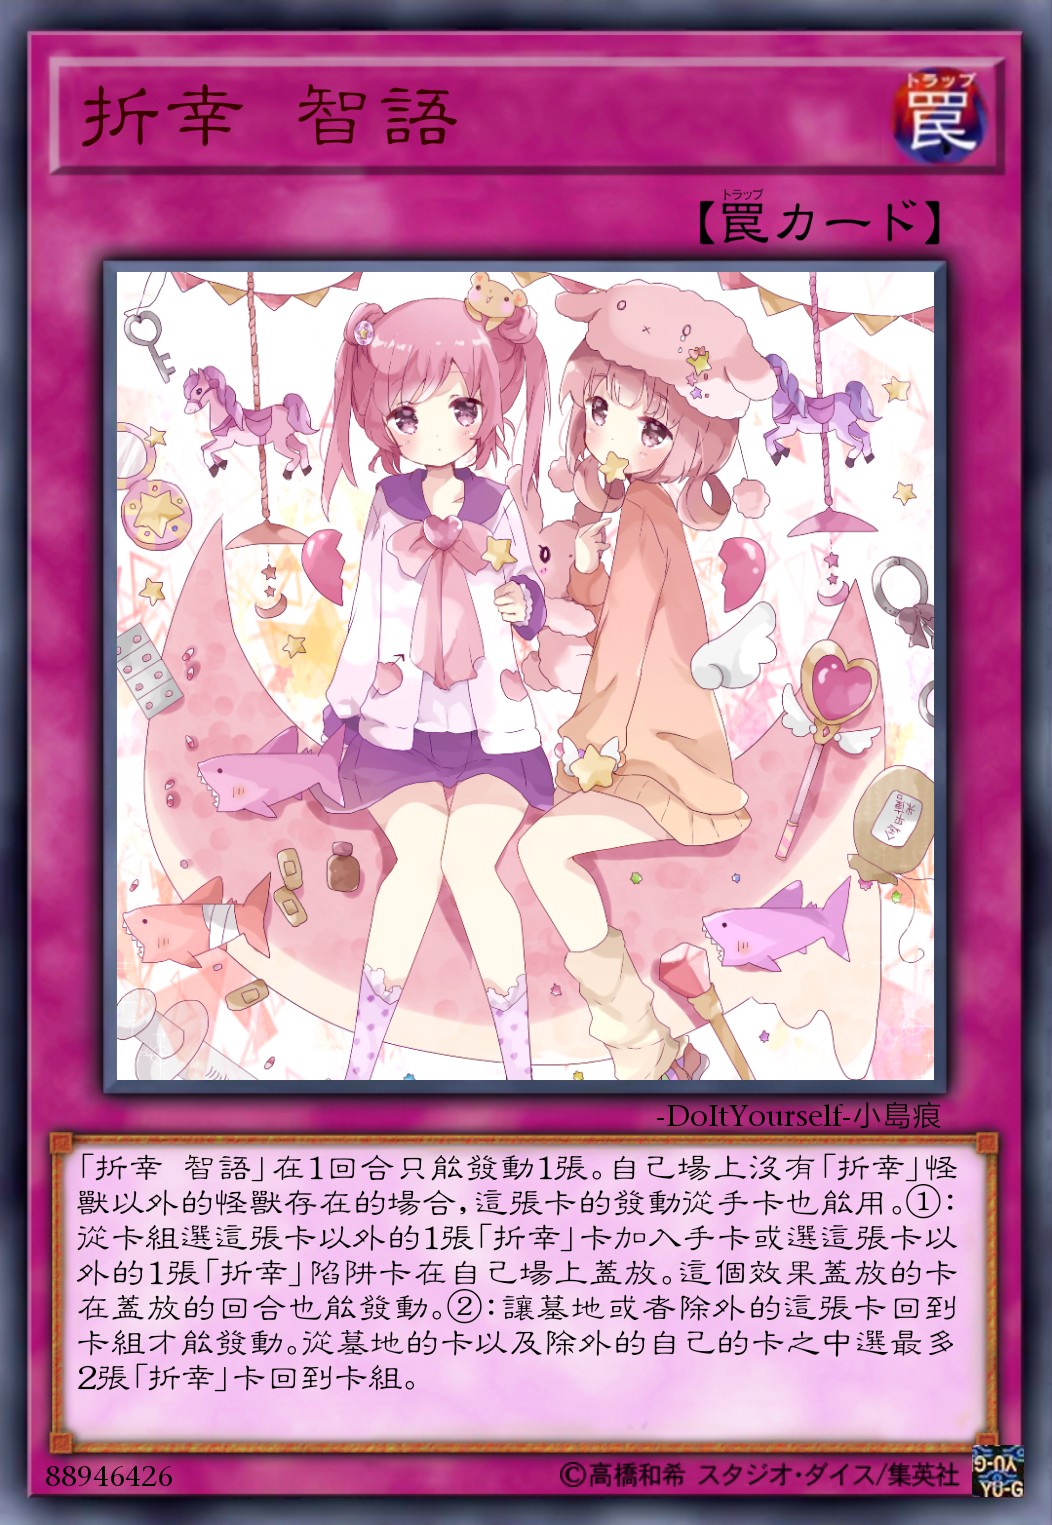 折幸 智語
トラップ
罠
トラップ
【罠カード】
-DoItYourself-小島痕
「折幸 智語」在1回合只能發動1張。自己場上沒有「折幸」怪
獸以外的怪獸存在的場合,這張卡的發動從手卡也能用。①:
從卡組選這張卡以外的1張「折幸」卡加入手卡或選這張卡以
外的1張「折幸」陷阱卡在自己場上蓋放。這個效果蓋放的卡
在蓋放的回合也能發動。②:讓墓地或者除外的這張卡回到
卡組才能發動。從墓地的卡以及除外的自己的卡之中選最多
2張「折幸」卡回到卡組。
88946426
©高橋和希 スタジオ・ダイス/集英社
YU-G